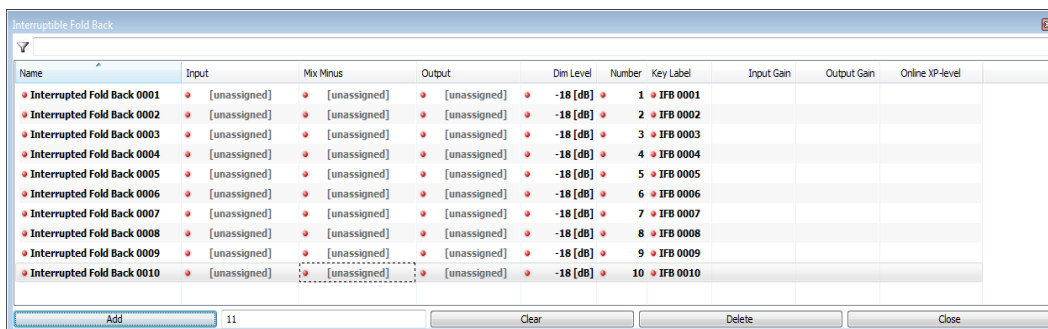 Interruptible Fold Back
Name Input Mix Minus Output Dim Level Number Key Label Input Gain Output Gain Online XP-level
Interrupted Fold Back 0001 [unassigned] [unassigned] [unassigned] -18 [dB] 1 IFB 0001
Interrupted Fold Back 0002 [unassigned] [unassigned] [unassigned] -18 [dB] 2 IFB 0002
Interrupted Fold Back 0003 [unassigned] [unassigned] [unassigned] -18 [dB] 3 IFB 0003
Interrupted Fold Back 0004 [unassigned] [unassigned] [unassigned] -18 [dB] 4 IFB 0004
Interrupted Fold Back 0005 [unassigned] [unassigned] [unassigned] -18 [dB] 5 IFB 0005
Interrupted Fold Back 0006 [unassigned] [unassigned] [unassigned] -18 [dB] 6 IFB 0006
Interrupted Fold Back 0007 [unassigned] [unassigned] [unassigned] -18 [dB] 7 IFB 0007
Interrupted Fold Back 0008 [unassigned] [unassigned] [unassigned] -18 [dB] 8 IFB 0008
Interrupted Fold Back 0009 [unassigned] [unassigned] [unassigned] -18 [dB] 9 IFB 0009
Interrupted Fold Back 0010 [unassigned] [unassigned] [unassigned] -18 [dB] 10 IFB 0010
Add 11 Clear Delete Close